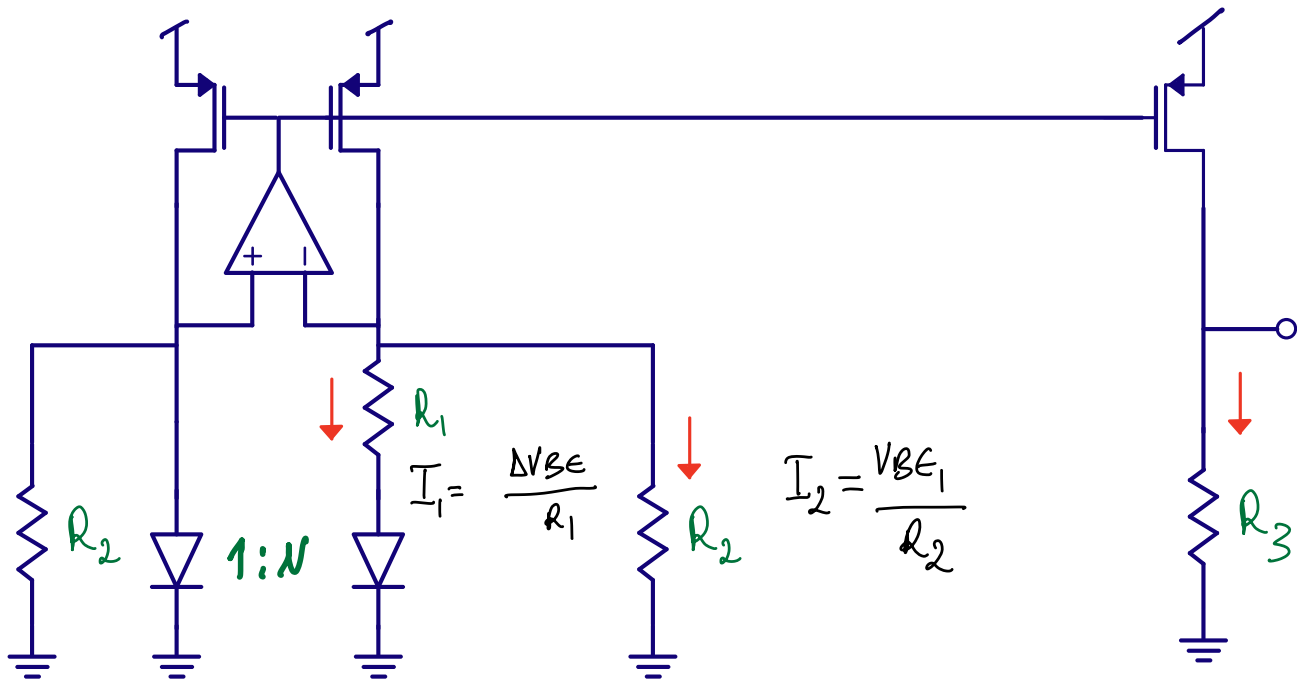 + −
R₁
I₁ = ΔVBE / R₁
I₂ = VBE₁ / R₂
R₂
1:N
R₂
R₃